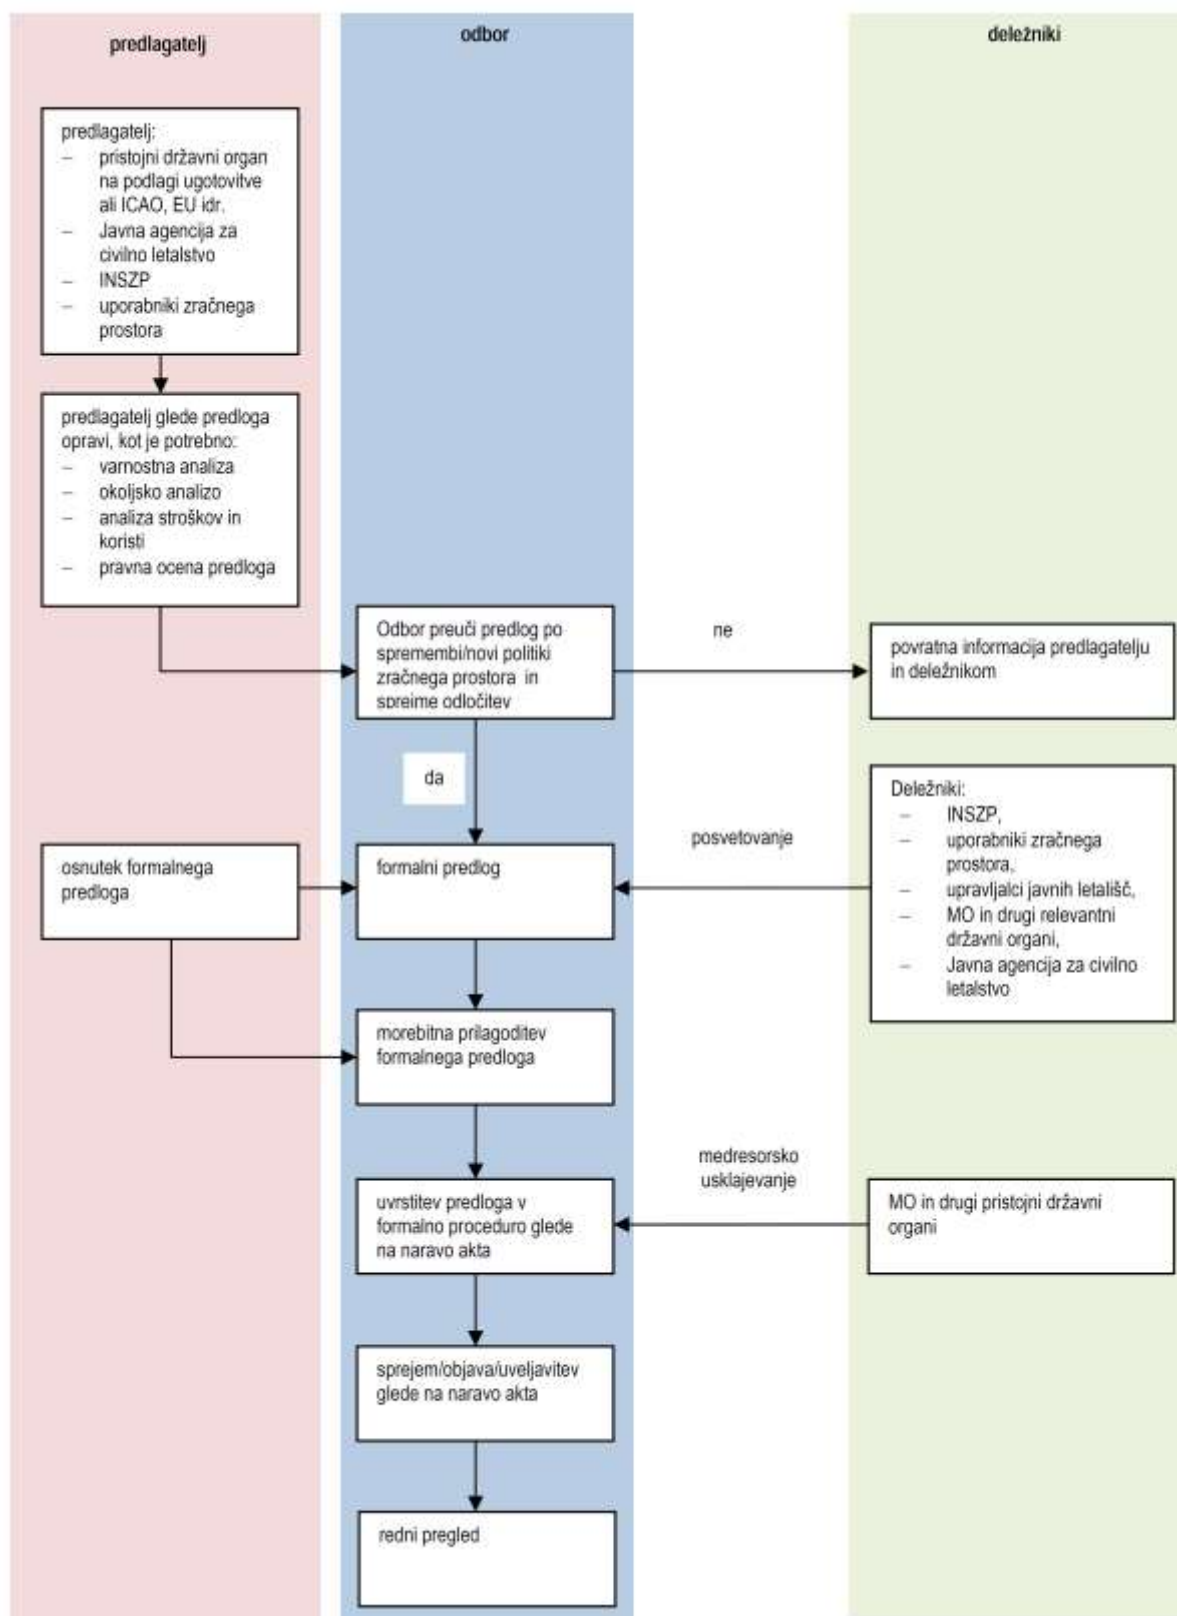 predlagatelj
odbor
deležniki
predlagatelj:
– pristojni državni organ
na podlagi ugotovitve
ali ICAO, EU idr.
– Javna agencija za
civilno letalstvo
– INSZP
– uporabniki zračnega
prostora
predlagatelj glede predloga
opravi, kot je potrebno:
– varnostna analiza
– okoljsko analizo
– analiza stroškov in
koristi
– pravna ocena predloga
Odbor preuči predlog po
spremembi/novi politiki
zračnega prostora in
sprejme odločitev
ne
povratna informacija predlagatelju
in deležnikom
da
Deležniki:
– INSZP,
– uporabniki zračnega
prostora,
– upravljalci javnih letališč,
– MO in drugi relevantni
državni organi,
– Javna agencija za civilno
letalstvo
posvetovanje
osnutek formalnega
predloga
formalni predlog
morebitna prilagoditev
formalnega predloga
medresorsko
usklajevanje
uvrstitev predloga v
formalno proceduro glede
na naravo akta
MO in drugi pristojni državni
organi
sprejem/objava/uveljavitev
glede na naravo akta
redni pregled